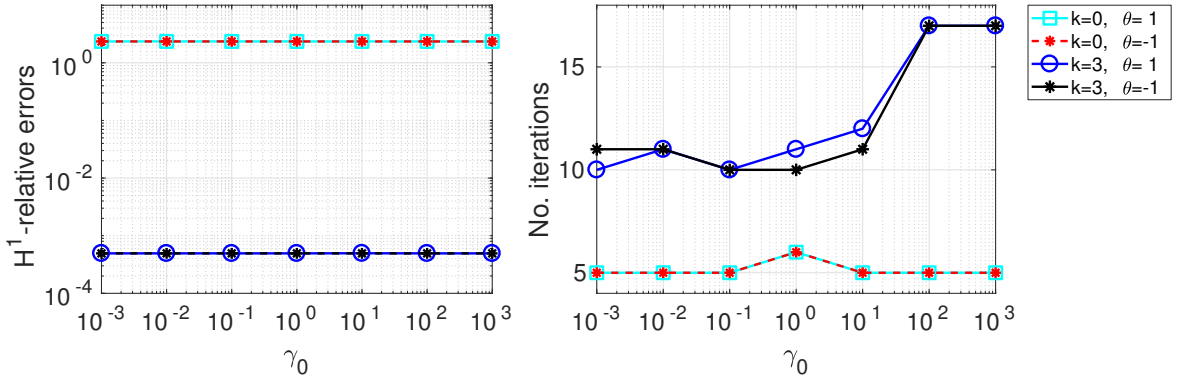 H^1-relative errors
10^0
10^-2
10^-4
10^-3 10^-2 10^-1 10^0 10^1 10^2 10^3
γ_0
No. iterations
15
10
5
10^-3 10^-2 10^-1 10^0 10^1 10^2 10^3
γ_0
k=0, θ= 1
k=0, θ=-1
k=3, θ= 1
k=3, θ=-1